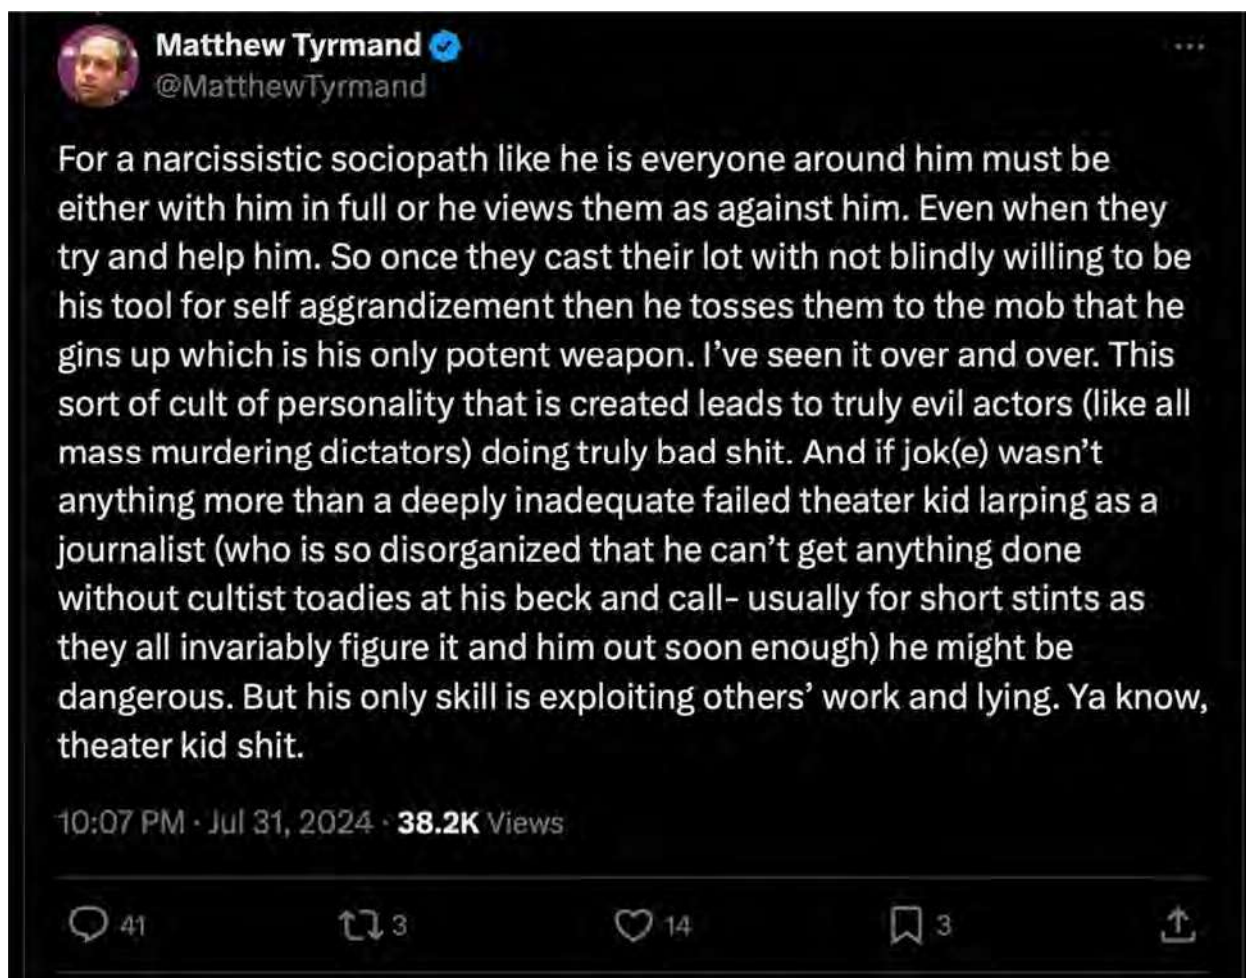 Matthew Tyrmand
@MatthewTyrmand
For a narcissistic sociopath like he is everyone around him must be
either with him in full or he views them as against him. Even when they
try and help him. So once they cast their lot with not blindly willing to be
his tool for self aggrandizement then he tosses them to the mob that he
gins up which is his only potent weapon. I’ve seen it over and over. This
sort of cult of personality that is created leads to truly evil actors (like all
mass murdering dictators) doing truly bad shit. And if jok(e) wasn’t
anything more than a deeply inadequate failed theater kid larping as a
journalist (who is so disorganized that he can’t get anything done
without cultist toadies at his beck and call- usually for short stints as
they all invariably figure it and him out soon enough) he might be
dangerous. But his only skill is exploiting others’ work and lying. Ya know,
theater kid shit.
10:07 PM · Jul 31, 2024 · 38.2K Views
41 3 14 3